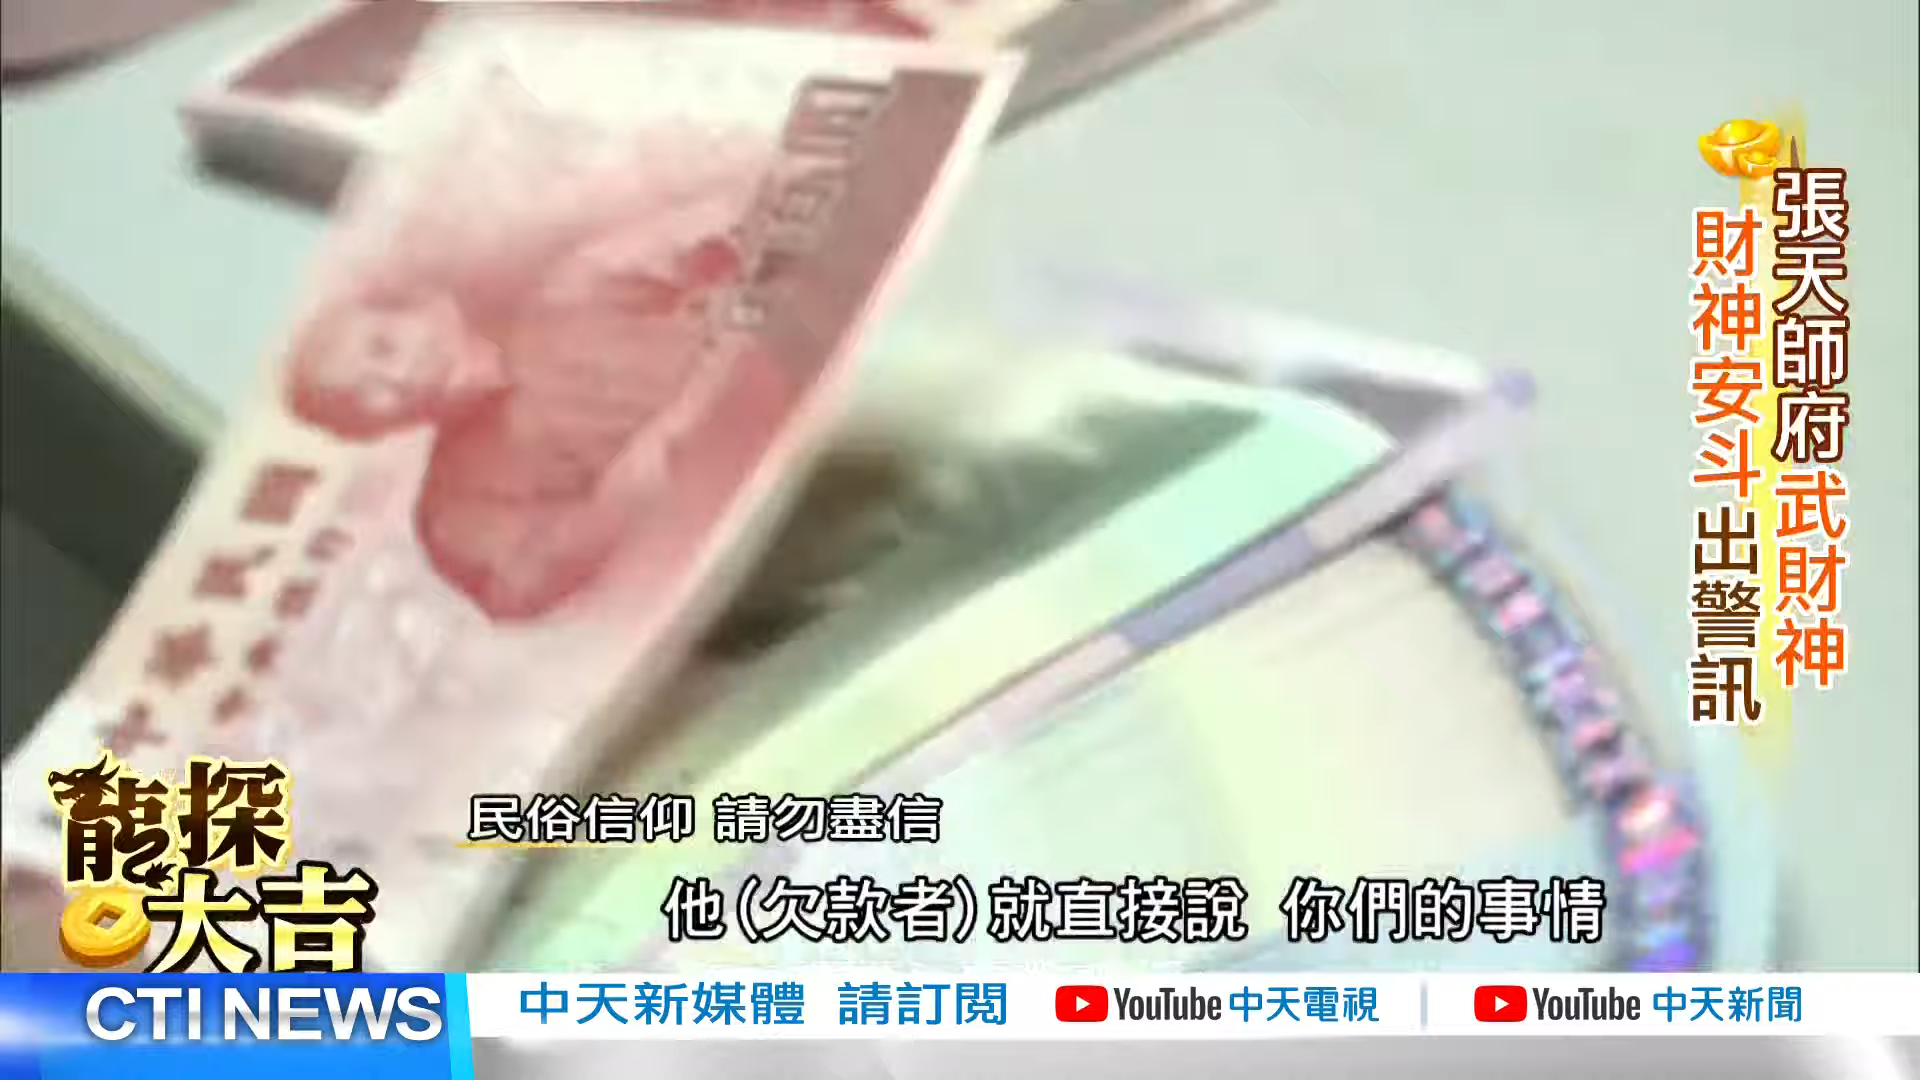 張天師府武財神
財神安斗出警訊
龍探
大吉
民俗信仰 請勿盡信
他(欠款者)就直接說 你們的事情
CTI NEWS 中天新媒體 請訂閱 YouTube 中天電視 | YouTube 中天新聞